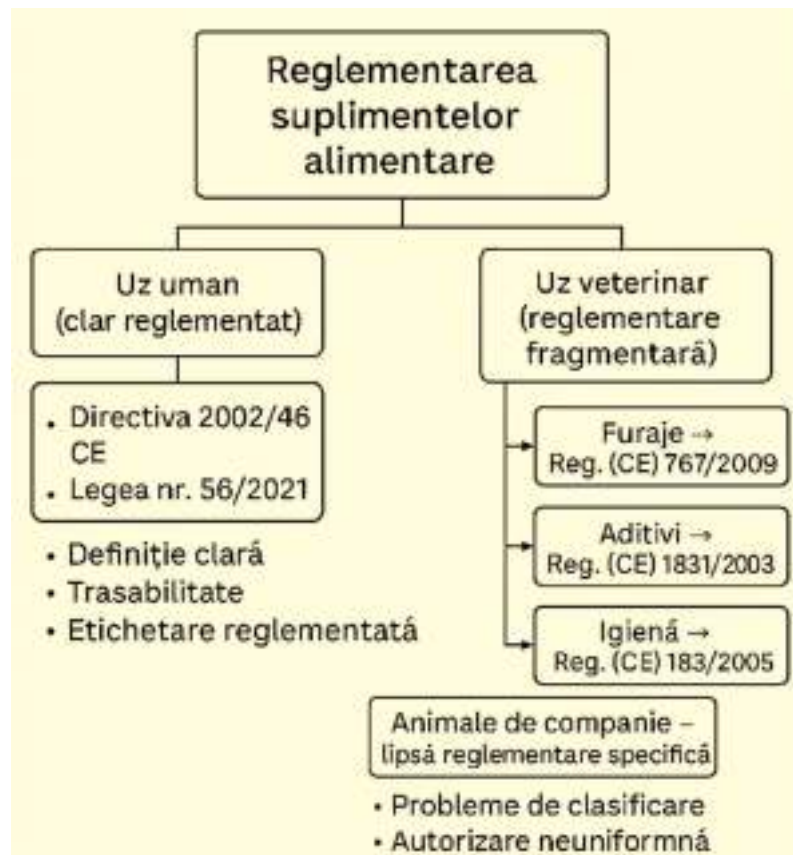 Reglementarea
suplimentelor
alimentare
Uz uman
(clar reglementat)
• Directiva 2002/46
CE
• Legea nr. 56/2021
• Definiție clară
• Trasabilitate
• Etichetare reglementată
Uz veterinar
(reglementare
fragmentară)
Furaje →
Reg. (CE) 767/2009
Aditivi →
Reg. (CE) 1831/2003
Igienă →
Reg. (CE) 183/2005
Animale de companie –
lipsă reglementare specifică
• Probleme de clasificare
• Autorizare neuniformnă